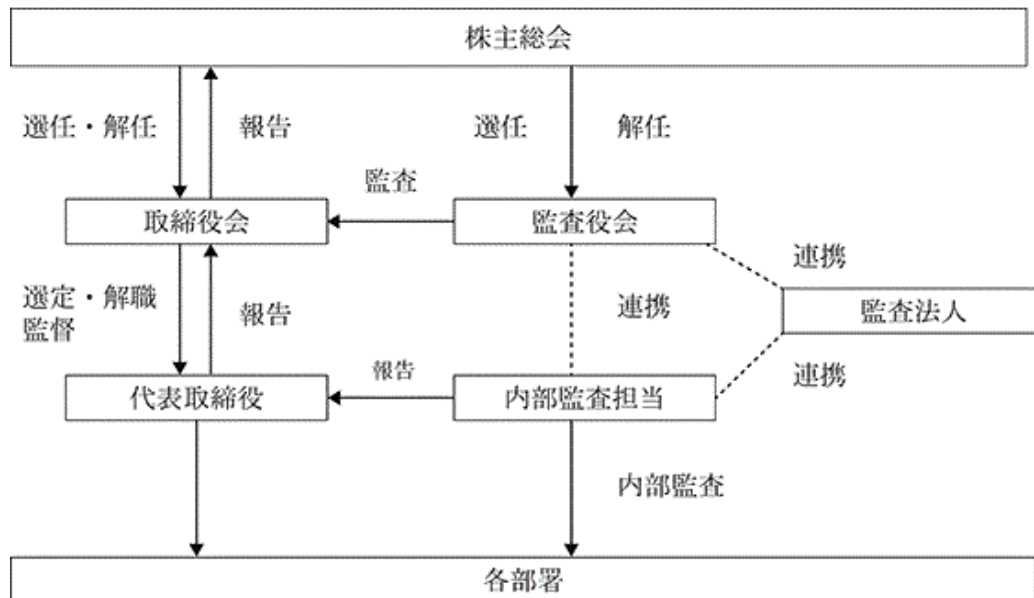 株主総会
選任・解任
報告
選任
解任
監査
取締役会
監査役会
連携
選定・解職
監督
報告
連携
監査法人
報告
連携
代表取締役
内部監査担当
内部監査
各部署